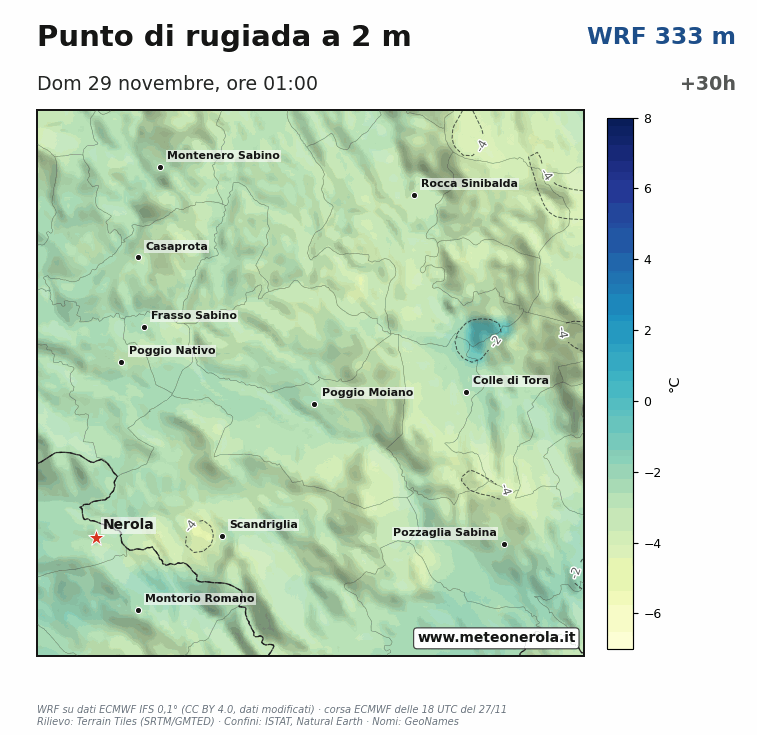 Punto di rugiada a 2 m
WRF 333 m
Dom 29 novembre, ore 01:00
+30h
-4
-4
Montenero Sabino
Rocca Sinibalda
Casaprota
Frasso Sabino
-4
-2
Poggio Nativo
Colle di Tora
Poggio Moiano
-4
Nerola
-4
Scandriglia
Pozzaglia Sabina
-2
Montorio Romano
www.meteonerola.it
8
6
4
2
0
−2
−4
−6
°C
WRF su dati ECMWF IFS 0,1° (CC BY 4.0, dati modificati) · corsa ECMWF delle 18 UTC del 27/11
Rilievo: Terrain Tiles (SRTM/GMTED) · Confini: ISTAT, Natural Earth · Nomi: GeoNames